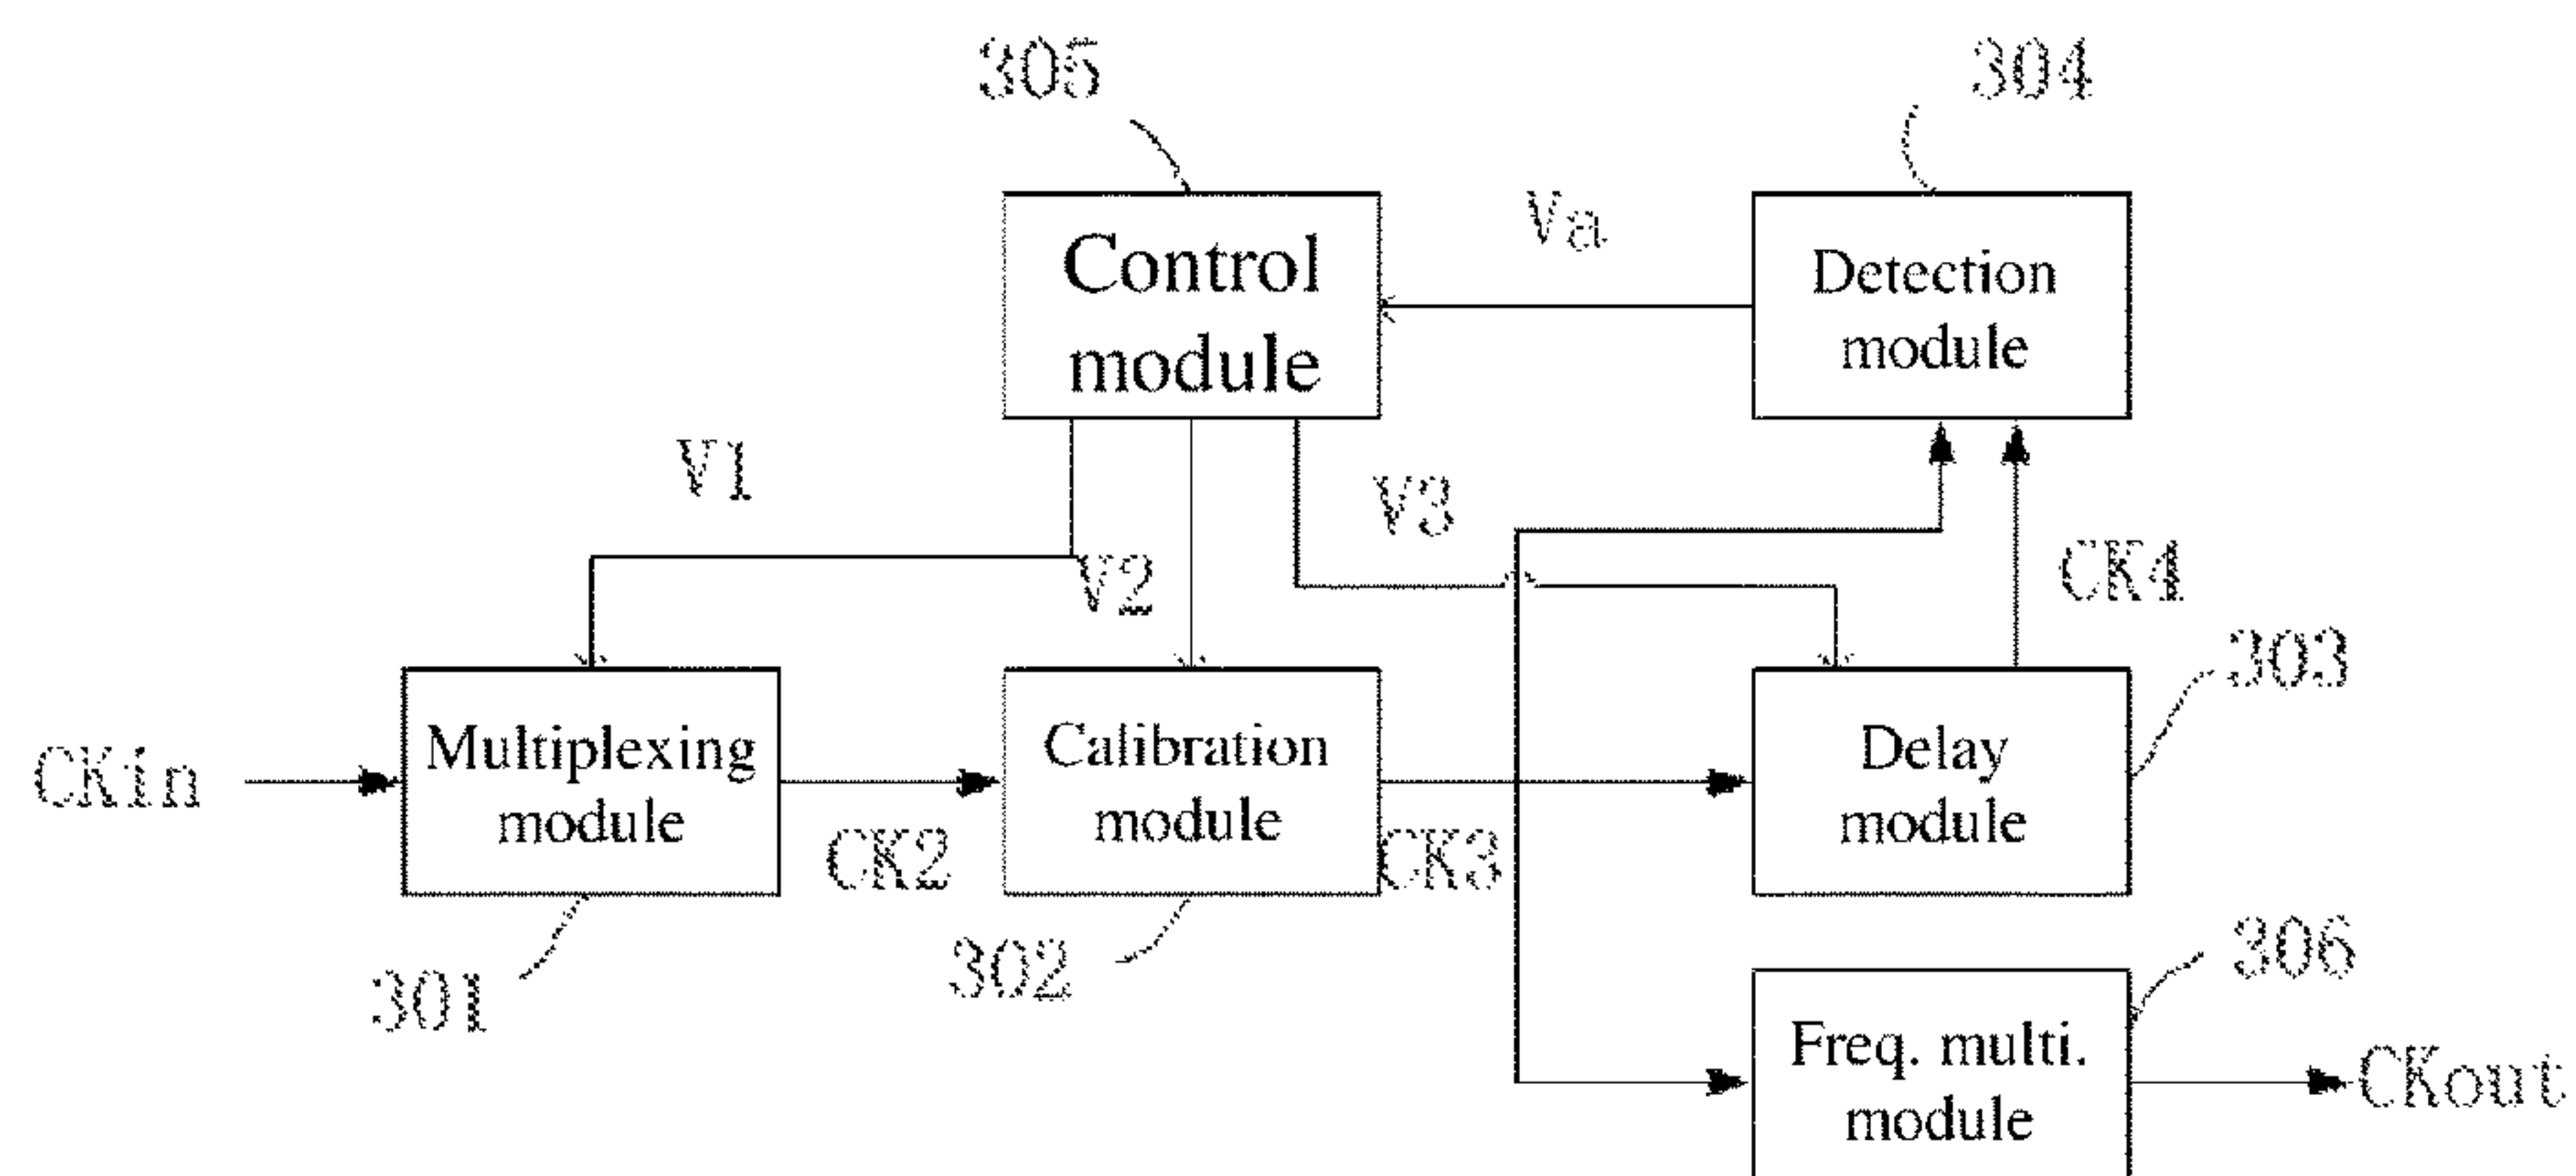 305
304
Control
module
Va
Detection
module
V1
V3
V2
CK4
303
CKin
Multiplexing
module
Calibration
module
Delay
module
CK2
CK3
301
302
306
Freq. multi.
module
CKout